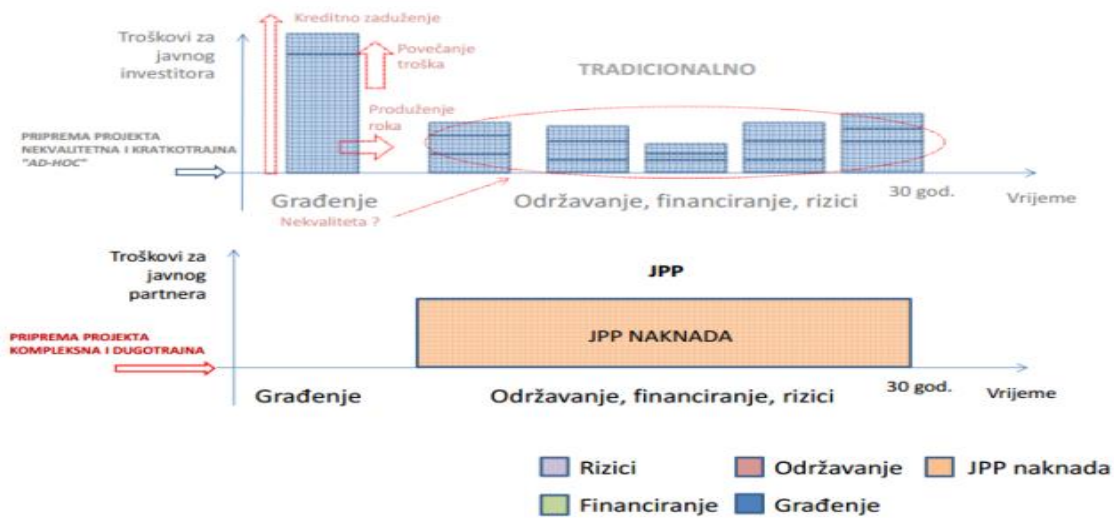 Kreditno zaduženje
Troškovi za
javnog
investitora
Povećanje
troška
TRADICIONALNO
Produženje
roka
PRIPREMA PROJEKTA
NEKVALITETNA I KRATKOTRAJNA
"AD-HOC"
Građenje
Održavanje, financiranje, rizici
30 god.
Vrijeme
Nekvaliteta ?
Troškovi za
javnog
partnera
JPP
JPP NAKNADA
PRIPREMA PROJEKTA
KOMPLEKSNA I DUGOTRAJNA
Građenje
Održavanje, financiranje, rizici
30 god.
Vrijeme
Rizici
Održavanje
JPP naknada
Financiranje
Građenje